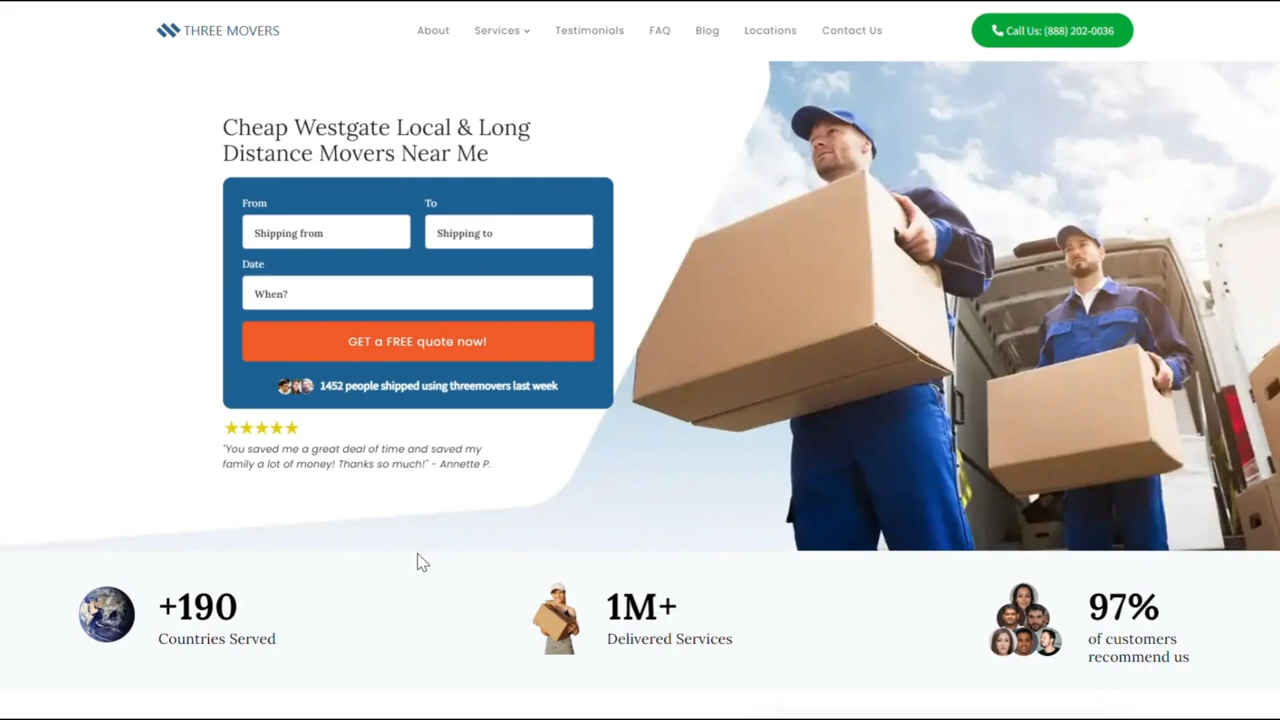 THREE MOVERS
About
Services
Testimonials
FAQ
Blog
Locations
Contact Us
Call Us: (888) 202-0036
Cheap Westgate Local & Long
Distance Movers Near Me
From
To
Shipping from
Shipping to
Date
When?
GET a FREE quote now!
1452 people shipped using threemovers last week
"You saved me a great deal of time and saved my
family a lot of money! Thanks so much!" - Annette P.
+190
Countries Served
1M+
Delivered Services
97%
of customers
recommend us